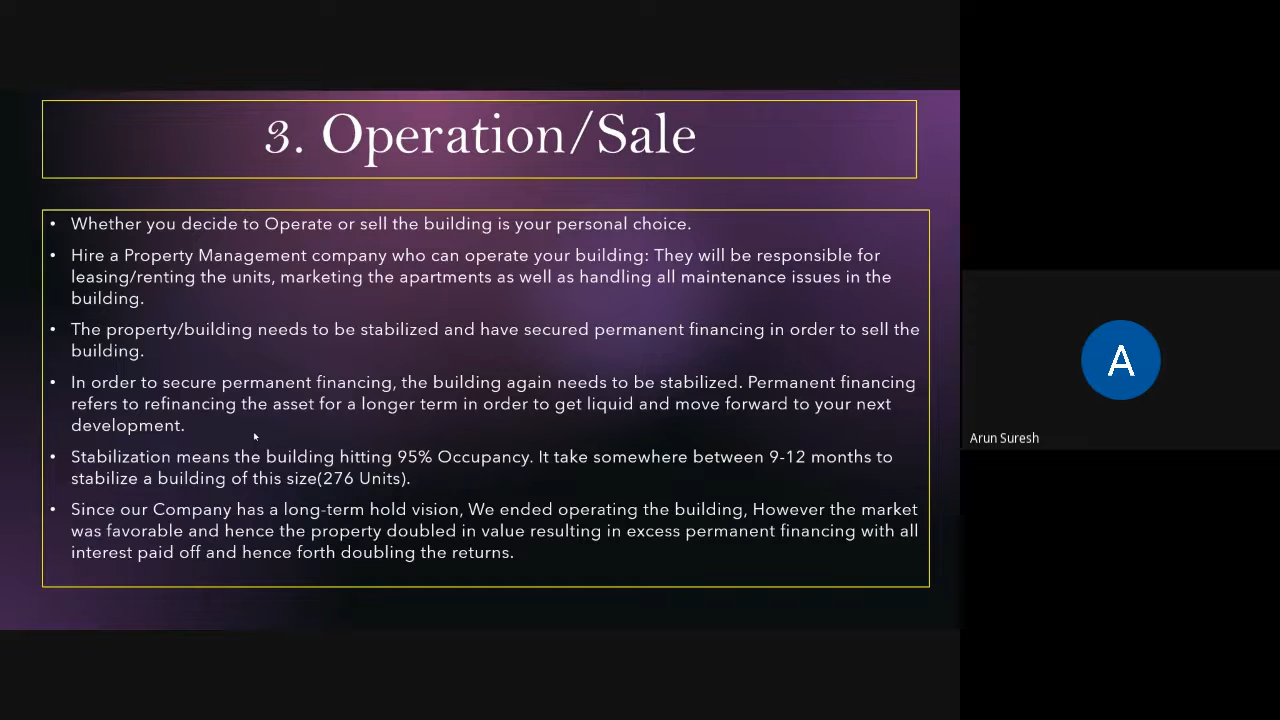 3. Operation/Sale
• Whether you decide to Operate or sell the building is your personal choice.
• Hire a Property Management company who can operate your building: They will be responsible for
leasing/renting the units, marketing the apartments as well as handling all maintenance issues in the
building.
• The property/building needs to be stabilized and have secured permanent financing in order to sell the
building.
• In order to secure permanent financing, the building again needs to be stabilized. Permanent financing
refers to refinancing the asset for a longer term in order to get liquid and move forward to your next
development.
• Stabilization means the building hitting 95% Occupancy. It take somewhere between 9-12 months to
stabilize a building of this size(276 Units).
• Since our Company has a long-term hold vision, We ended operating the building, However the market
was favorable and hence the property doubled in value resulting in excess permanent financing with all
interest paid off and hence forth doubling the returns.
A
Arun Suresh